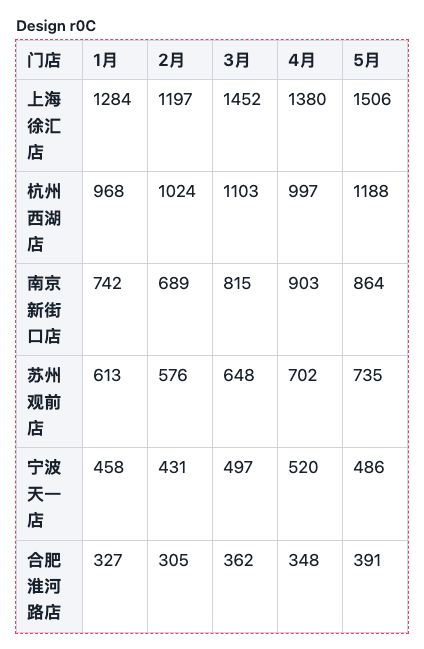 Design r0C
门店 1月 2月 3月 4月 5月
上海 1284 1197 1452 1380 1506
徐汇
店
杭州 968 1024 1103 997 1188
西湖
店
南京 742 689 815 903 864
新街
口店
苏州 613 576 648 702 735
观前
店
宁波 458 431 497 520 486
天一
店
合肥 327 305 362 348 391
淮河
路店